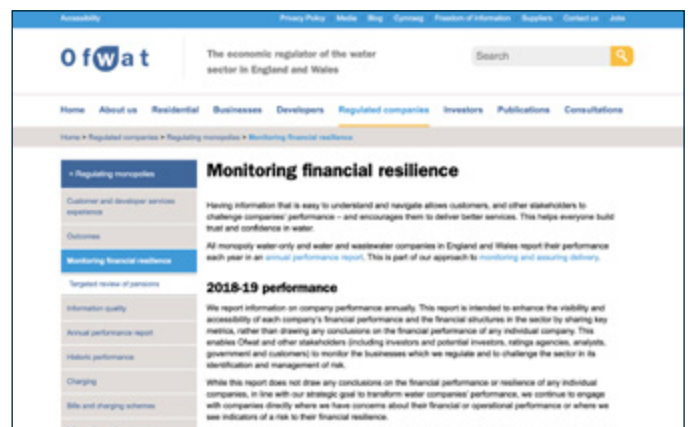 Accessibility Privacy Policy Media Blog Cymraeg Freedom of Information Suppliers Contact us Jobs
Ofwat
The economic regulator of the water
sector in England and Wales
Search
Home About us Residential Businesses Developers Regulated companies Investors Publications Consultations
Home Regulated companies Regulating monopolies Monitoring financial resilience
Regulating monopolies
Customer and developer services
experience
Outcomes
Monitoring financial resilience
Targeted review of pensions
Information quality
Annual performance report
Historic performance
Charging
Bills and charging schemes
Monitoring financial resilience
Having information that is easy to understand and navigate allows customers, and other stakeholders to
challenge companies' performance – and encourages them to deliver better services. This helps everyone build
trust and confidence in water.
All monopoly water-only and water and wastewater companies in England and Wales report their performance
each year in an annual performance report. This is part of our approach to monitoring and assuring delivery.
2018-19 performance
We report information on company performance annually. This report is intended to enhance the visibility and
accessibility of each company's financial performance and the financial structures in the sector by sharing key
metrics, rather than drawing any conclusions on the financial performance of any individual company. This
enables Ofwat and other stakeholders (including investors and potential investors, ratings agencies, analysts,
government and customers) to monitor the businesses which we regulate and to challenge the sector in its
identification and management of risk.
While this report does not draw any conclusions on the financial performance or resilience of any individual
companies, in line with our strategic goal to transform water companies' performance, we continue to engage
with companies directly where we have concerns about their financial or operational performance or where we
see indicators of a risk to their financial resilience.